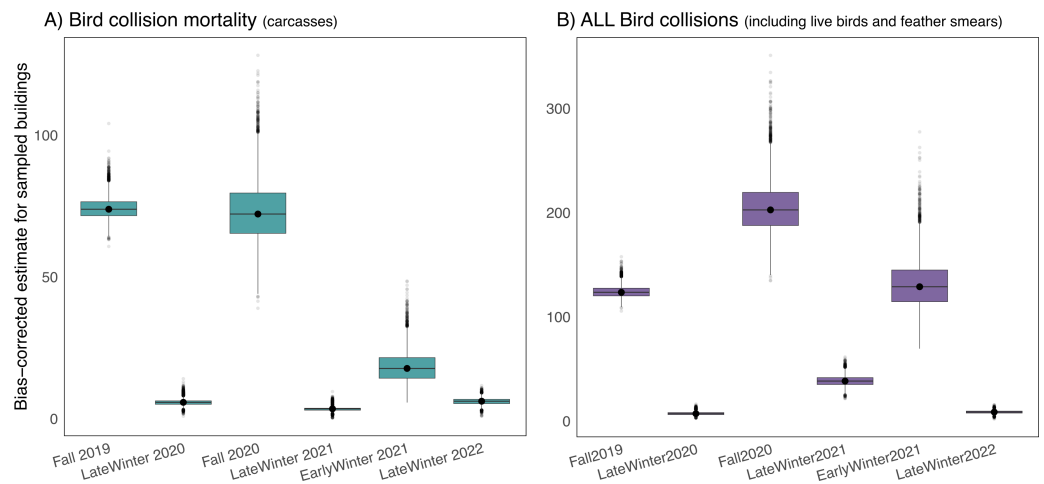 A) Bird collision mortality (carcasses)
B) ALL Bird collisions (including live birds and feather smears)
Bias−corrected estimate for sampled buildings
100
50
0
Fall 2019
LateWinter 2020
Fall 2020
LateWinter 2021
EarlyWinter 2021
LateWinter 2022
300
200
100
0
Fall2019
LateWinter2020
Fall2020
LateWinter2021
EarlyWinter2021
LateWinter2022